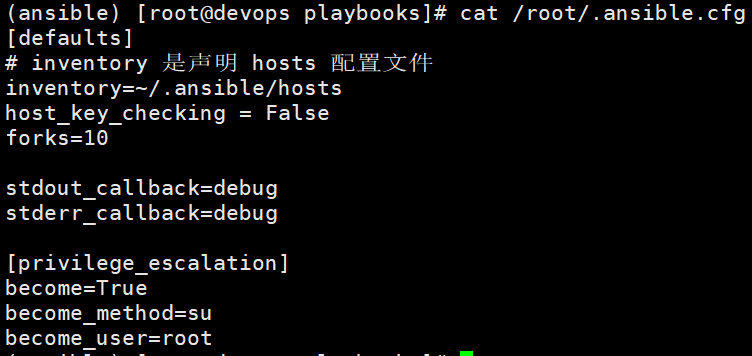 (ansible) [root@devops playbooks]# cat /root/.ansible.cfg
[defaults]
# inventory 是声明 hosts 配置文件
inventory=~/.ansible/hosts
host_key_checking = False
forks=10
stdout_callback=debug
stderr_callback=debug
[privilege_escalation]
become=True
become_method=su
become_user=root